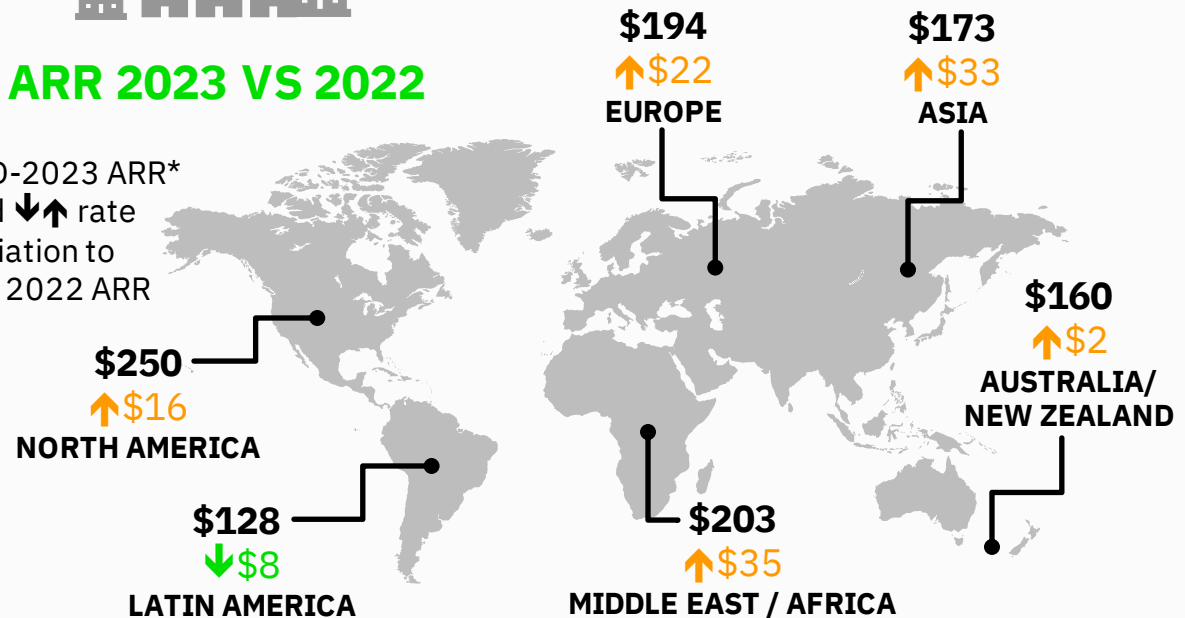 ARR 2023 VS 2022
-2023 ARR*
rate
iation to
2022 ARR
$194
↑$22
EUROPE
$173
↑$33
ASIA
$160
↑$2
AUSTRALIA/
NEW ZEALAND
$250
↑$16
NORTH AMERICA
$128
↓$8
LATIN AMERICA
$203
↑$35
MIDDLE EAST / AFRICA